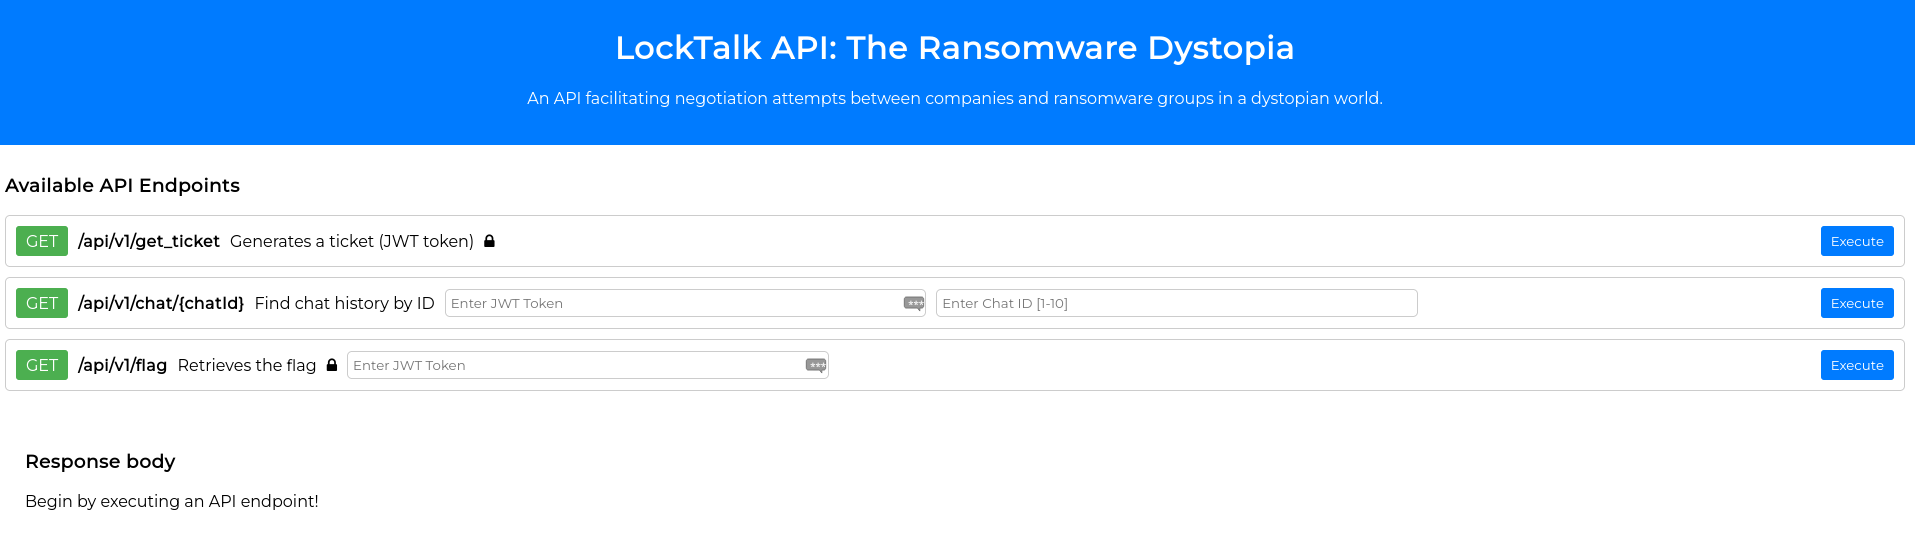 LockTalk API: The Ransomware Dystopia
An API facilitating negotiation attempts between companies and ransomware groups in a dystopian world.
Available API Endpoints
GET /api/v1/get_ticket Generates a ticket (JWT token) Execute
GET /api/v1/chat/{chatId} Find chat history by ID Enter JWT Token *** Enter Chat ID [1-10] Execute
GET /api/v1/flag Retrieves the flag Enter JWT Token *** Execute
Response body
Begin by executing an API endpoint!